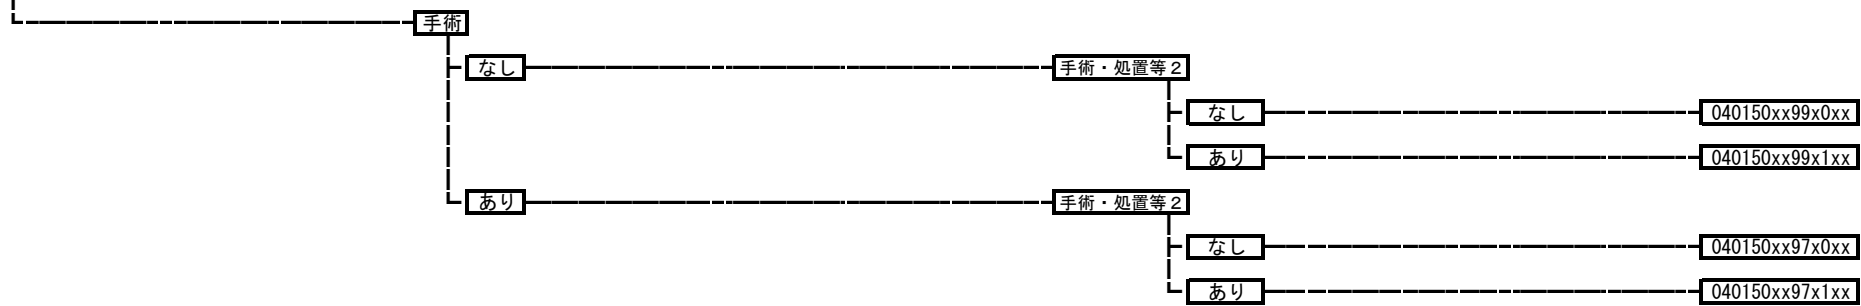 手術
なし 手術・処置等2
なし 040150xx99x0xx
あり 040150xx99x1xx
あり 手術・処置等2
なし 040150xx97x0xx
あり 040150xx97x1xx